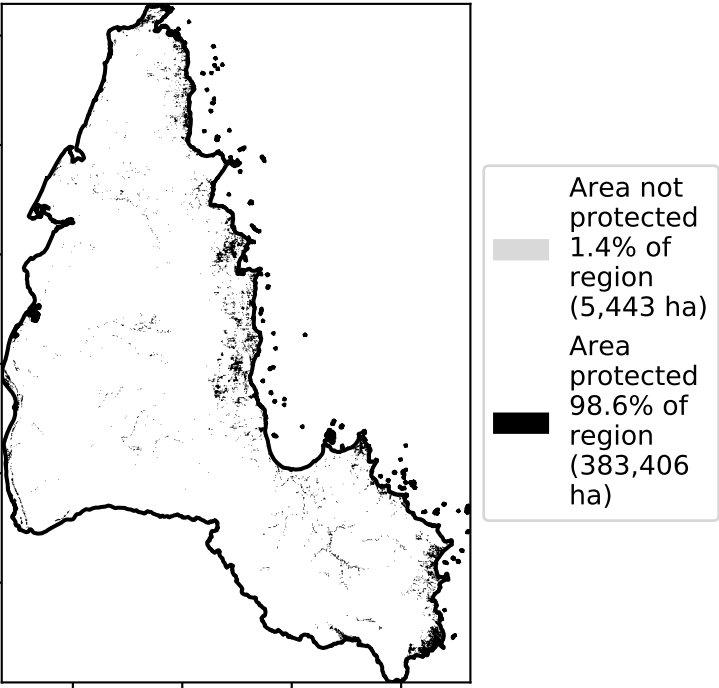 Area not
protected
1.4% of
region
(5,443 ha)
Area
protected
98.6% of
region
(383,406
ha)